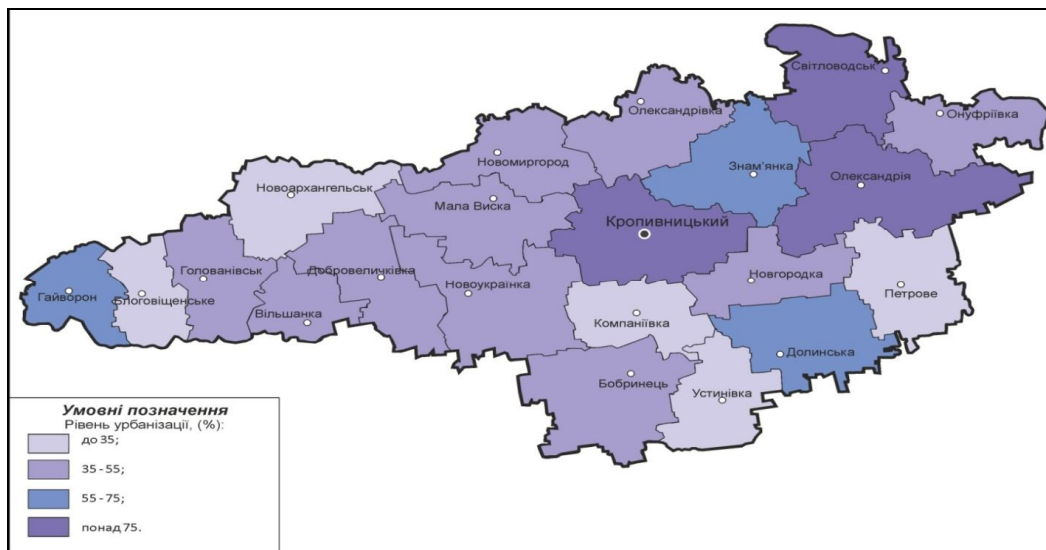 Світловодськ
Олександрівка
Онуфріївка
Новомиргород
Знам’янка
Олександрія
Новоархангельськ
Мала Виска
Кропивницький
Голованівськ
Добровеличківка
Новгородка
Петрове
Гайворон
Благовіщенське
Новоукраїнка
Вільшанка
Компаніївка
Долинська
Бобринець
Устинівка
Умовні позначення
Рівень урбанізації, (%):
до 35;
35 - 55;
55 - 75;
понад 75.